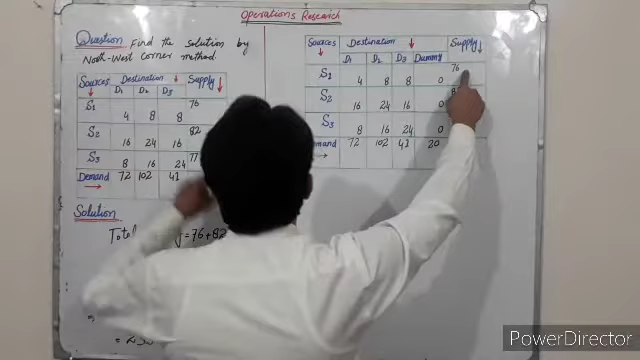 Operations Research
Question Find the solution by
North-West Corner method
Sources Destination Supply
D1 D2 D3
S1 76
4 8 8
S2 82
16 24 16
S3 77
8 16 24
Demand 72 102 41
Solution
Total = 76+82
=
Sources Destination Supply
D1 D2 D3 Dummy
S1 76
4 8 8 0
S2
16 24 16 0
S3
8 16 24 0
72 102 41 20
POWERED BY
PowerDirector